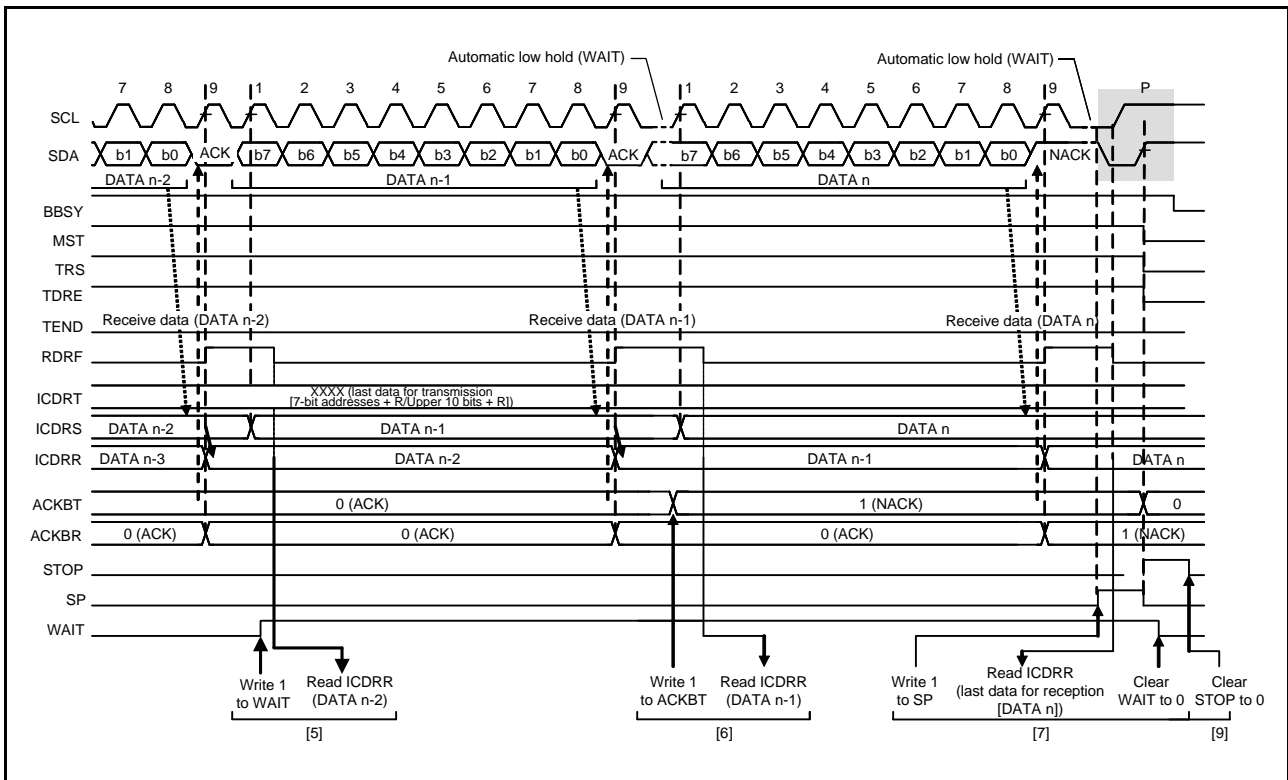 Automatic low hold (WAIT)
Automatic low hold (WAIT)
7 8 9 1 2 3 4 5 6 7 8 9 1 2 3 4 5 6 7 8 9 P
SCL
SDA b1 b0 ACK b7 b6 b5 b4 b3 b2 b1 b0 ACK b7 b6 b5 b4 b3 b2 b1 b0 NACK
DATA n-2 DATA n-1 DATA n
BBSY
MST
TRS
TDRE
TEND
Receive data (DATA n-2) Receive data (DATA n-1) Receive data (DATA n)
RDRF
ICDRT
XXXX (last data for transmission
[7-bit addresses + R/Upper 10 bits + R])
ICDRS DATA n-2 DATA n-1 DATA n
ICDRR DATA n-3 DATA n-2 DATA n-1 DATA n
ACKBT 0 (ACK) 1 (NACK) 0
ACKBR 0 (ACK) 0 (ACK) 0 (ACK) 1 (NACK)
STOP
SP
WAIT
Write 1
to WAIT
Read ICDRR
(DATA n-2)
[5]
Write 1
to ACKBT
Read ICDRR
(DATA n-1)
[6]
Write 1
to SP
Read ICDRR
(last data for reception
[DATA n])
Clear
WAIT to 0
[7]
Clear
STOP to 0
[9]